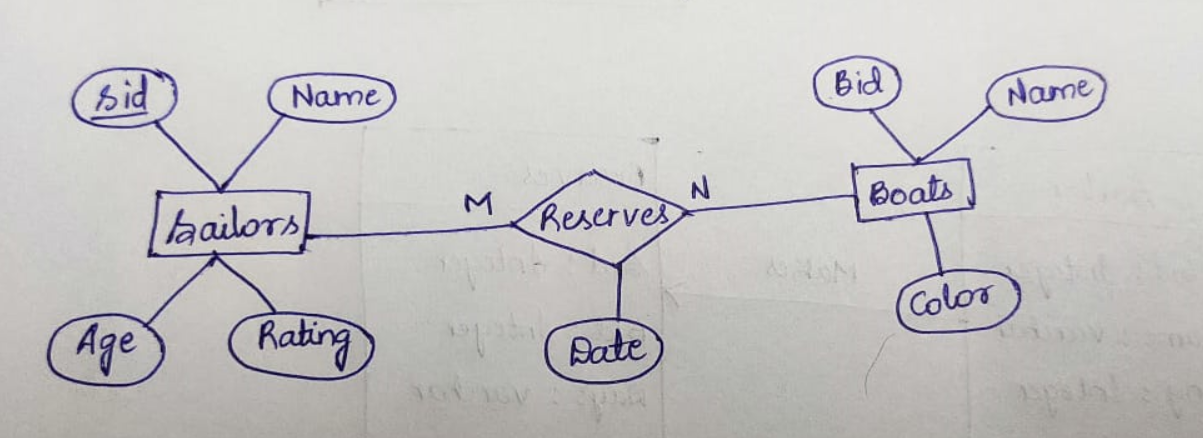 Sid
Name
Bid
Name
Sailors
M
Reserves
N
Boats
Age
Rating
Date
Color